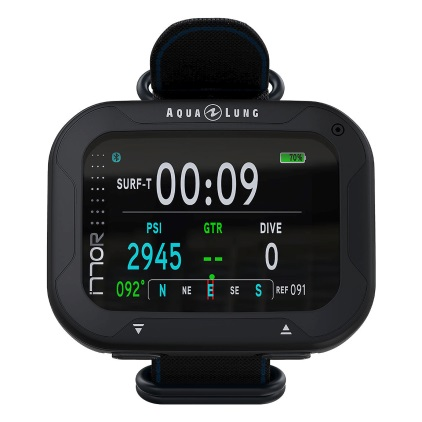 AQUA LUNG
70%
SURF-T 00:09
PSI GTR DIVE
2945 -- 0
092° N NE E SE S REF 091
i770R